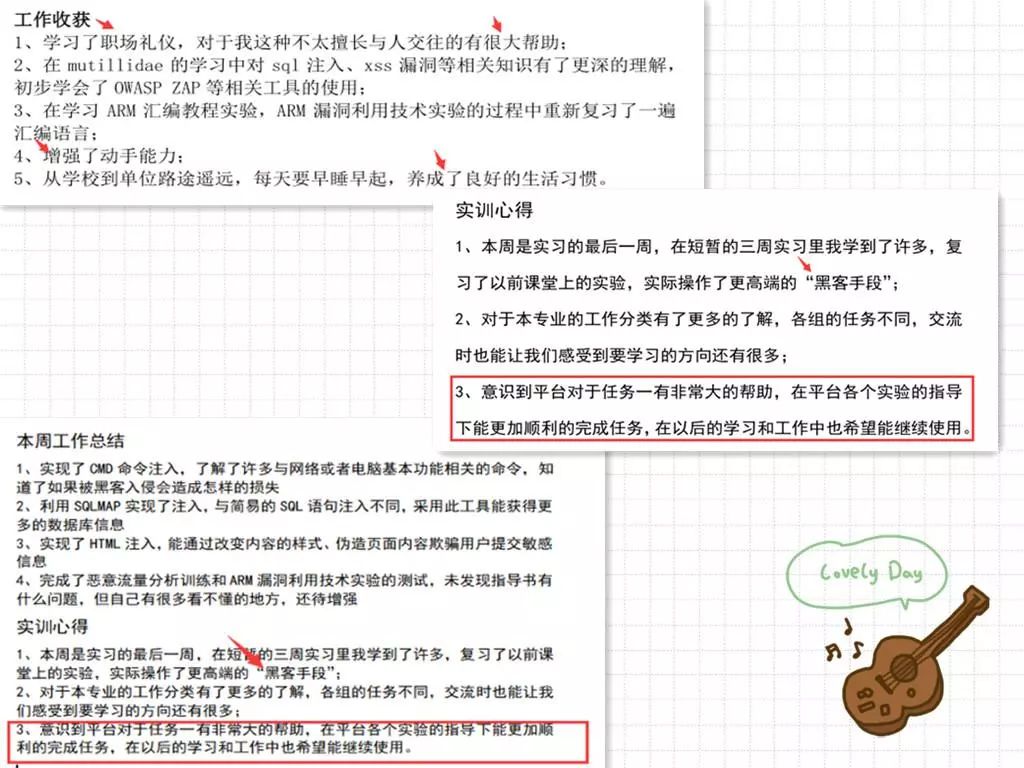 工作收获
1、学习了职场礼仪，对于我这种不太擅长与人交往的有很大帮助；
2、在 mutillidae 的学习中对 sql 注入、xss 漏洞等相关知识有了更深的理解，
初步学会了 OWASP ZAP 等相关工具的使用；
3、在学习 ARM 汇编教程实验，ARM 漏洞利用技术实验的过程中重新复习了一遍
汇编语言；
4、增强了动手能力；
5、从学校到单位路途遥远，每天要早睡早起，养成了良好的生活习惯。
实训心得
1、本周是实习的最后一周，在短暂的三周实习里我学到了许多，复
习了以前课堂上的实验，实际操作了更高端的“黑客手段”；
2、对于本专业的工作分类有了更多的了解，各组的任务不同，交流
时也能让我们感受到要学习的方向还有很多；
3、意识到平台对于任务一有非常大的帮助，在平台各个实验的指导
下能更加顺利的完成任务，在以后的学习和工作中也希望能继续使用。
本周工作总结
1、实现了 CMD 命令注入，了解了许多与网络或者电脑基本功能相关的命令，知
道了如果被黑客入侵会造成怎样的损失
2、利用 SQLMAP 实现了注入，与简易的 SQL 语句注入不同，采用此工具能获得更
多的数据库信息
3、实现了 HTML 注入，能通过改变内容的样式、伪造页面内容欺骗用户提交敏感
信息
4、完成了恶意流量分析训练和 ARM 漏洞利用技术实验的测试，未发现指导书有
什么问题，但自己有很多看不懂的地方，还待增强
实训心得
1、本周是实习的最后一周，在短暂的三周实习里我学到了许多，复习了以前课
堂上的实验，实际操作了更高端的“黑客手段”；
2、对于本专业的工作分类有了更多的了解，各组的任务不同，交流时也能让我
们感受到要学习的方向还有很多；
3、意识到平台对于任务一有非常大的帮助，在平台各个实验的指导下能更加顺
利的完成任务，在以后的学习和工作中也希望能继续使用。
Lovely Day